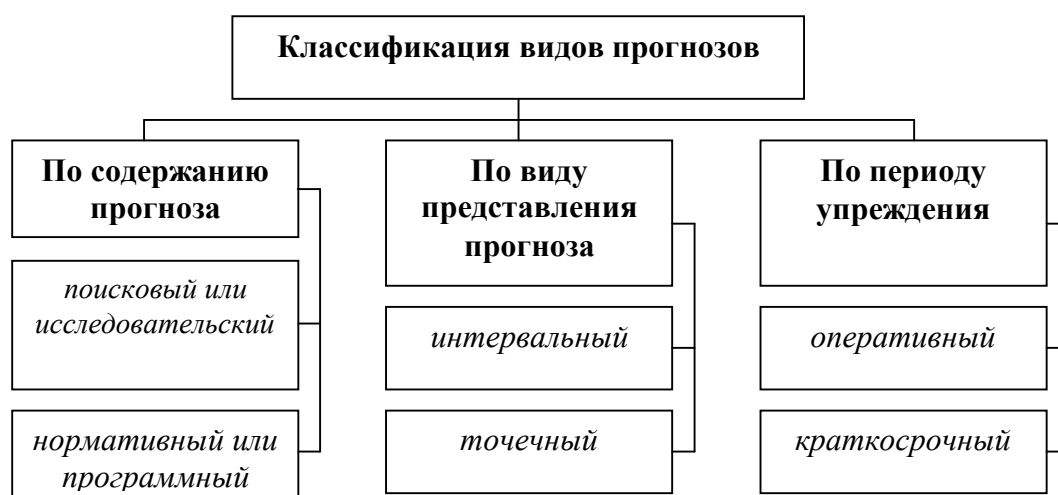 Классификация видов прогнозов
По содержанию
прогноза
поисковый или
исследовательский
нормативный или
программный
По виду
представления
прогноза
интервальный
точечный
По периоду
упреждения
оперативный
краткосрочный